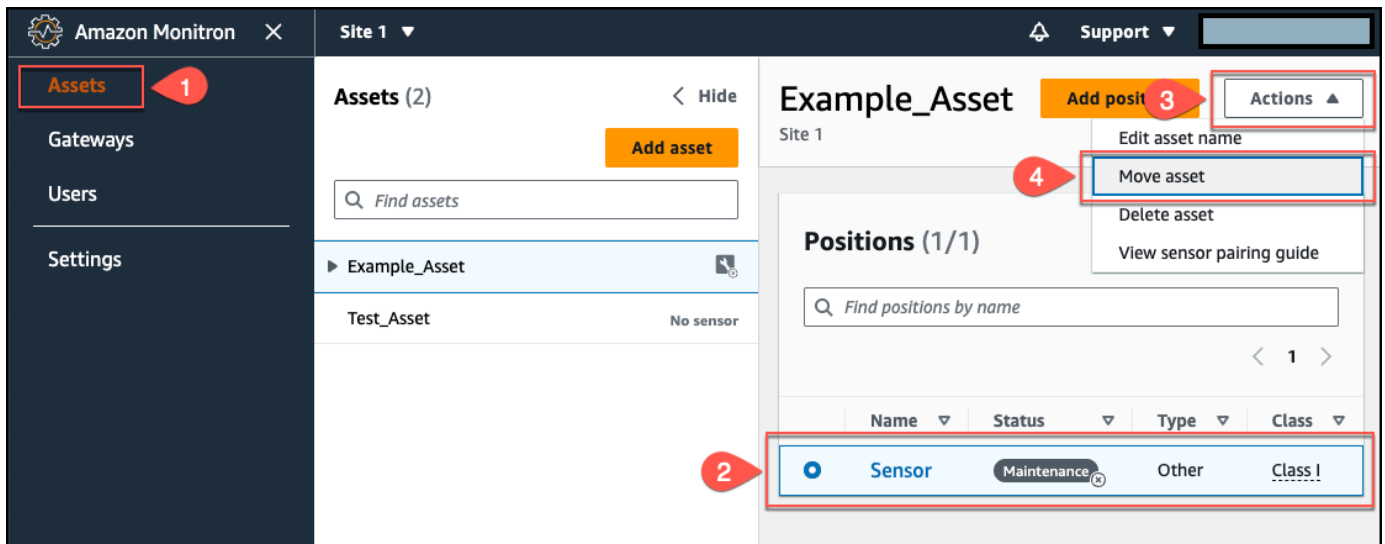 Amazon Monitron
Site 1
Support
Assets
1
Gateways
Users
Settings
Assets (2)
Hide
Add asset
Find assets
Example_Asset
Test_Asset
No sensor
Example_Asset
Site 1
Add posit
3
Actions
Edit asset name
4
Move asset
Delete asset
View sensor pairing guide
Positions (1/1)
Find positions by name
1
Name Status Type Class
2
Sensor Maintenance Other Class I